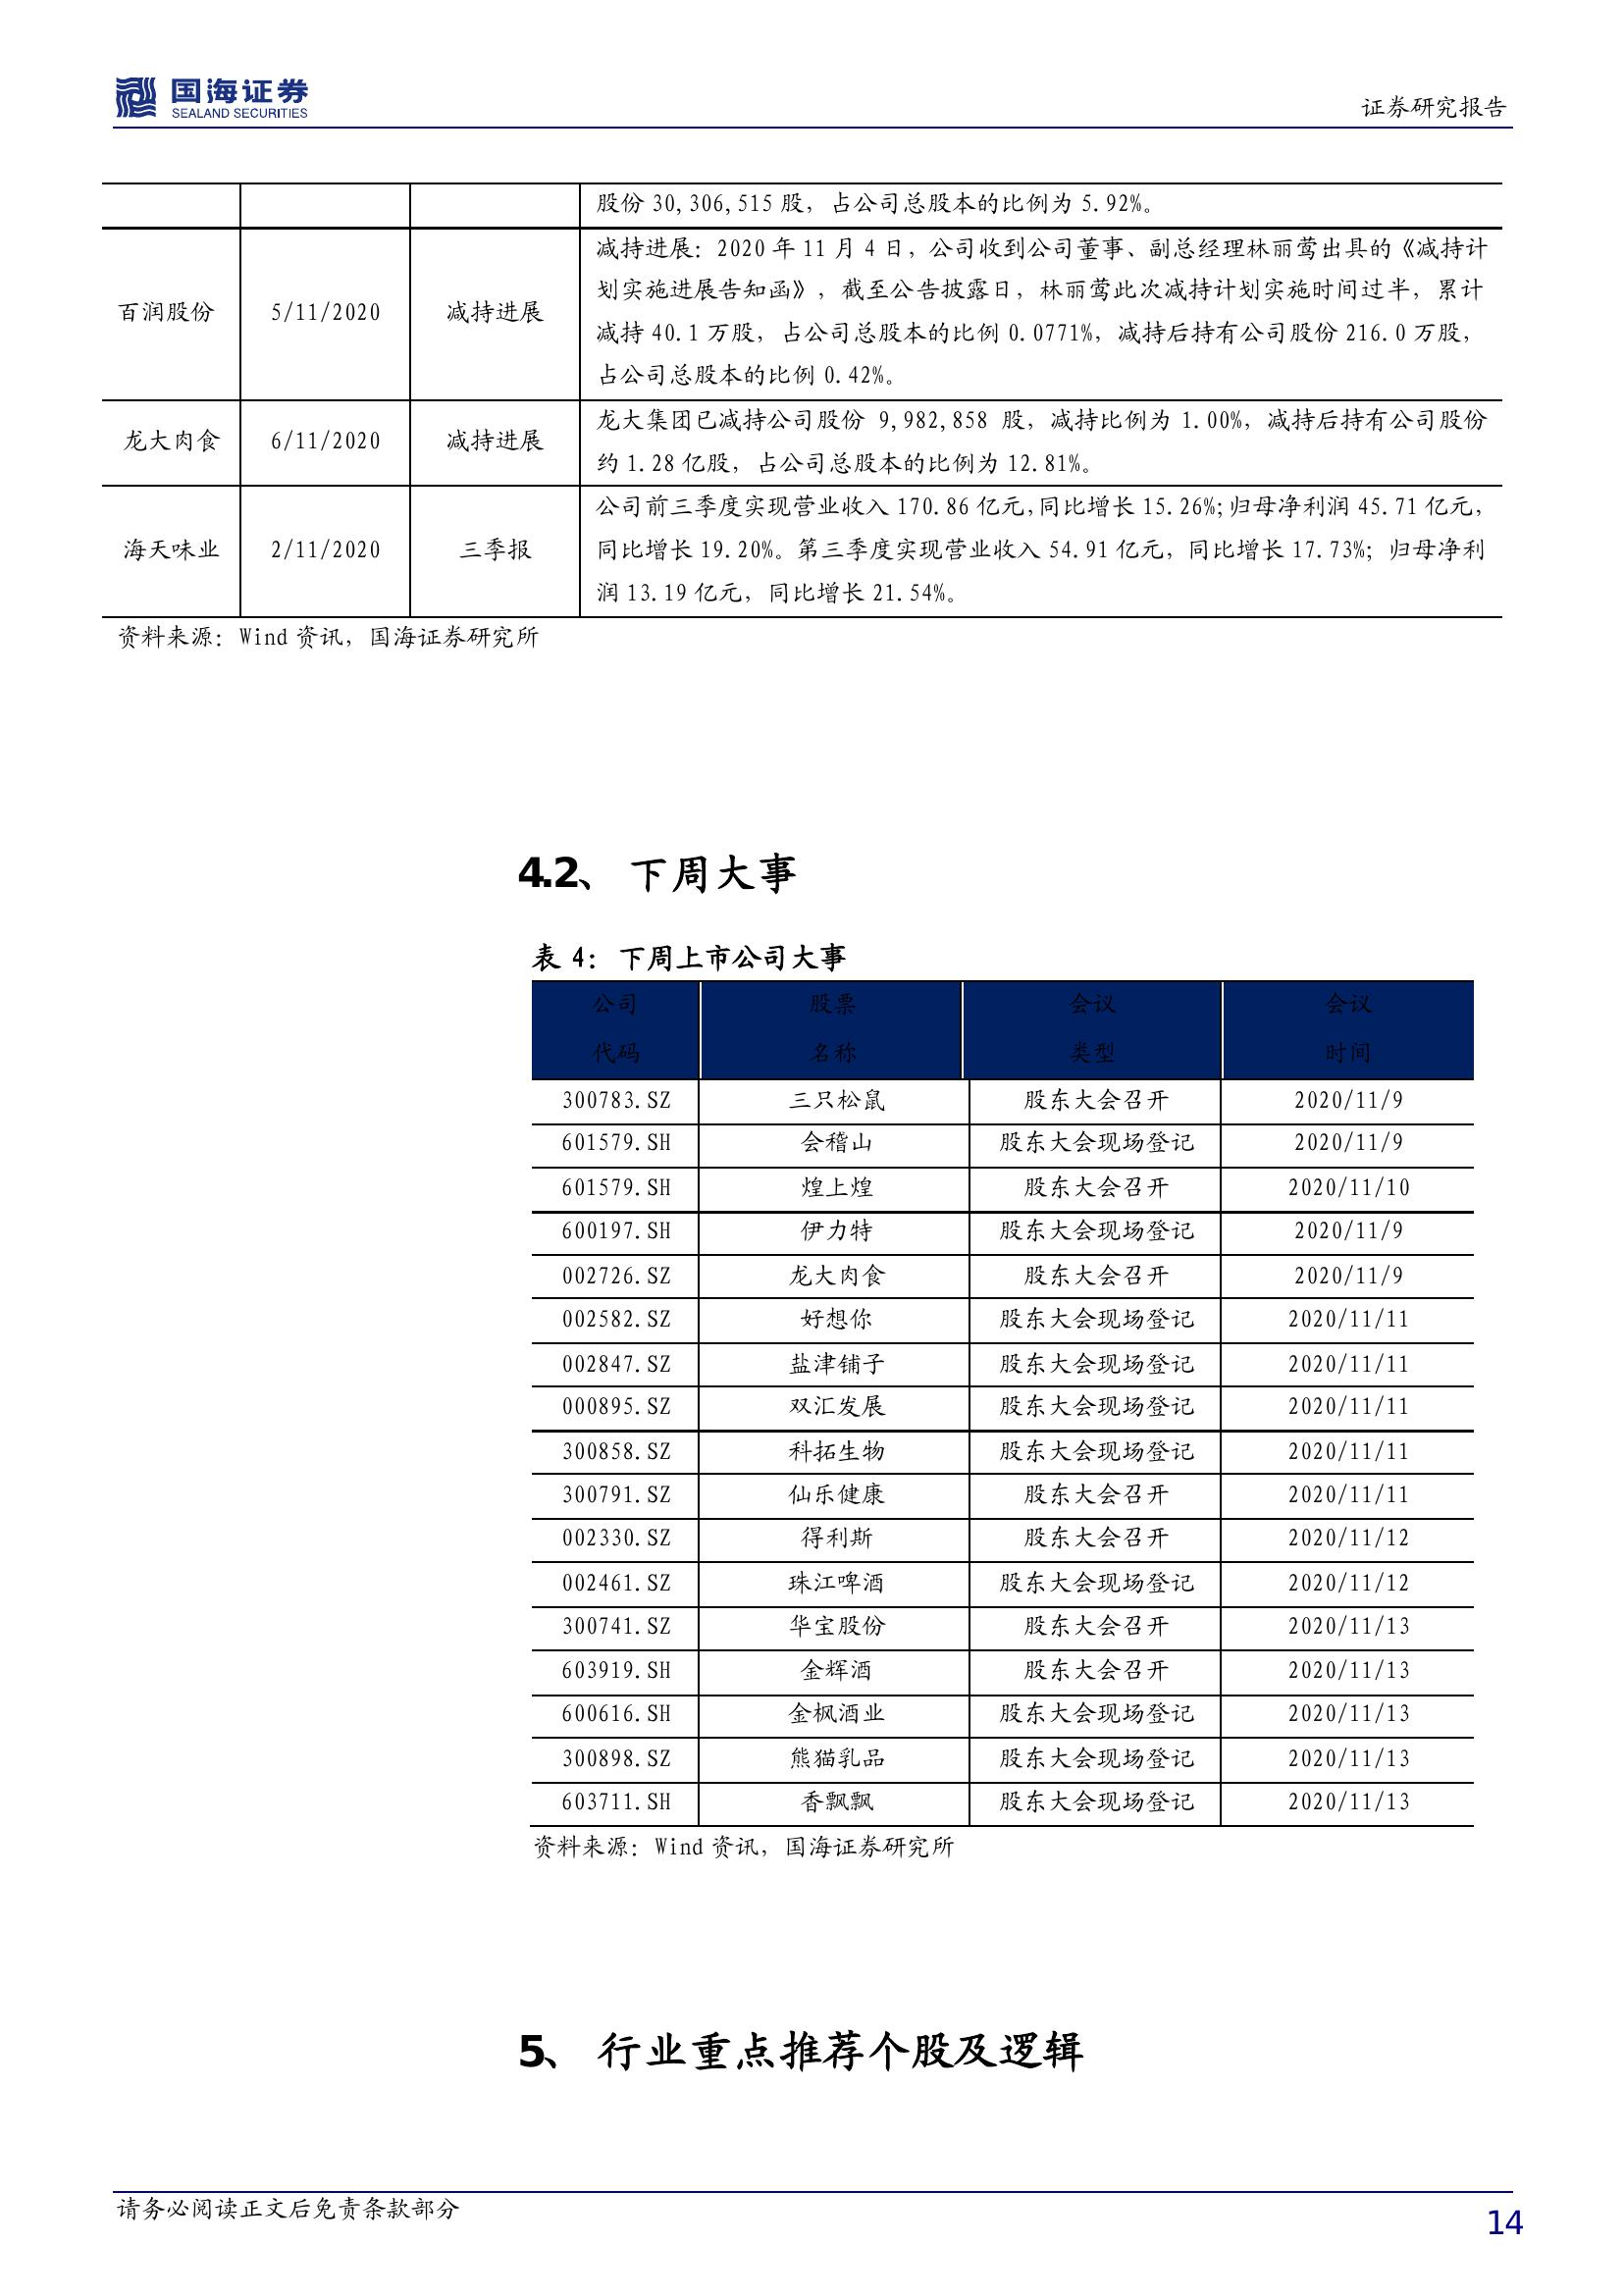 国海证券
SEALAND SECURITIES
证券研究报告
股份 30,306,515 股，占公司总股本的比例为 5.92%。
减持进展：2020 年 11 月 4 日，公司收到公司董事、副总经理林丽莺出具的《减持计
划实施进展告知函》，截至公告披露日，林丽莺此次减持计划实施时间过半，累计
百润股份 5/11/2020 减持进展
减持 40.1 万股，占公司总股本的比例 0.0771%，减持后持有公司股份 216.0 万股，
占公司总股本的比例 0.42%。
龙大肉食 6/11/2020 减持进展
龙大集团已减持公司股份 9,982,858 股，减持比例为 1.00%，减持后持有公司股份
约 1.28 亿股，占公司总股本的比例为 12.81%。
公司前三季度实现营业收入 170.86 亿元，同比增长 15.26%；归母净利润 45.71 亿元，
海天味业 2/11/2020 三季报
同比增长 19.20%。第三季度实现营业收入 54.91 亿元，同比增长 17.73%；归母净利
润 13.19 亿元，同比增长 21.54%。
资料来源：Wind 资讯，国海证券研究所
4.2、 下周大事
表 4：下周上市公司大事
公司 股票 会议 会议
代码 名称 类型 时间
300783.SZ 三只松鼠 股东大会召开 2020/11/9
601579.SH 会稽山 股东大会现场登记 2020/11/9
601579.SH 煌上煌 股东大会召开 2020/11/10
600197.SH 伊力特 股东大会现场登记 2020/11/9
002726.SZ 龙大肉食 股东大会召开 2020/11/9
002582.SZ 好想你 股东大会现场登记 2020/11/11
002847.SZ 盐津铺子 股东大会现场登记 2020/11/11
000895.SZ 双汇发展 股东大会现场登记 2020/11/11
300858.SZ 科拓生物 股东大会现场登记 2020/11/11
300791.SZ 仙乐健康 股东大会召开 2020/11/11
002330.SZ 得利斯 股东大会召开 2020/11/12
002461.SZ 珠江啤酒 股东大会现场登记 2020/11/12
300741.SZ 华宝股份 股东大会召开 2020/11/13
603919.SH 金辉酒 股东大会召开 2020/11/13
600616.SH 金枫酒业 股东大会现场登记 2020/11/13
300898.SZ 熊猫乳品 股东大会现场登记 2020/11/13
603711.SH 香飘飘 股东大会现场登记 2020/11/13
资料来源：Wind 资讯，国海证券研究所
5、 行业重点推荐个股及逻辑
请务必阅读正文后免责条款部分
14